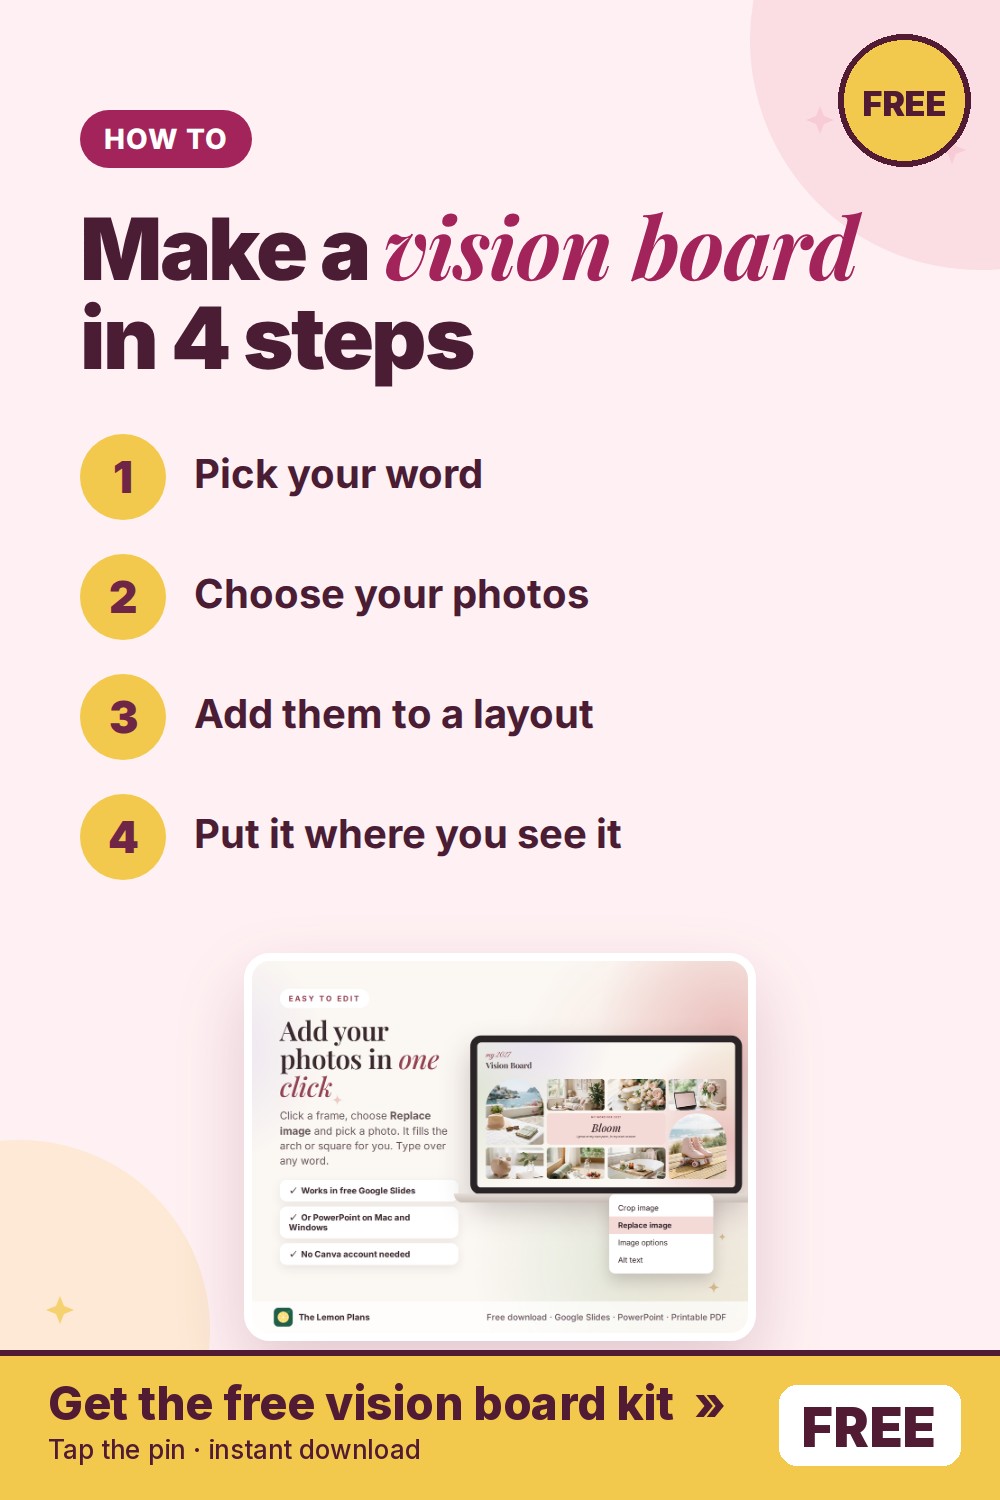 FREE
HOW TO
Make a vision board
in 4 steps
1 Pick your word
2 Choose your photos
3 Add them to a layout
4 Put it where you see it
EASY TO EDIT
Add your
photos in one
click
Click a frame, choose Replace
image and pick a photo. It fills the
arch or square for you. Type over
any word.
✓ Works in free Google Slides
✓ Or PowerPoint on Mac and
Windows
✓ No Canva account needed
my 2027
Vision Board
Bloom
Crop image
Replace image
Image options
Alt text
The Lemon Plans
Free download · Google Slides · PowerPoint · Printable PDF
Get the free vision board kit »
Tap the pin · instant download
FREE